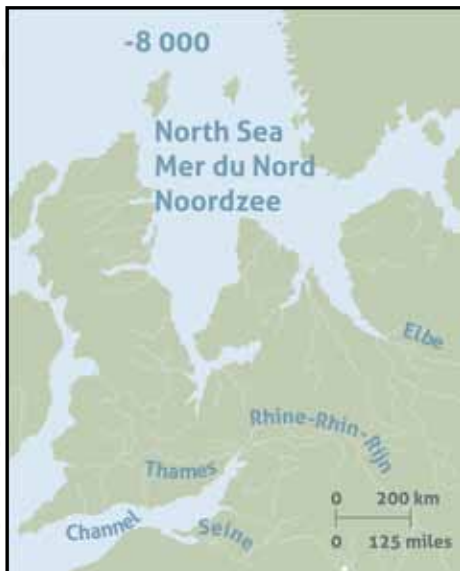 -8 000
North Sea
Mer du Nord
Noordzee
Elbe
Rhine-Rhin-Rijn
Thames
Channel
Seine
0 200 km
0 125 miles